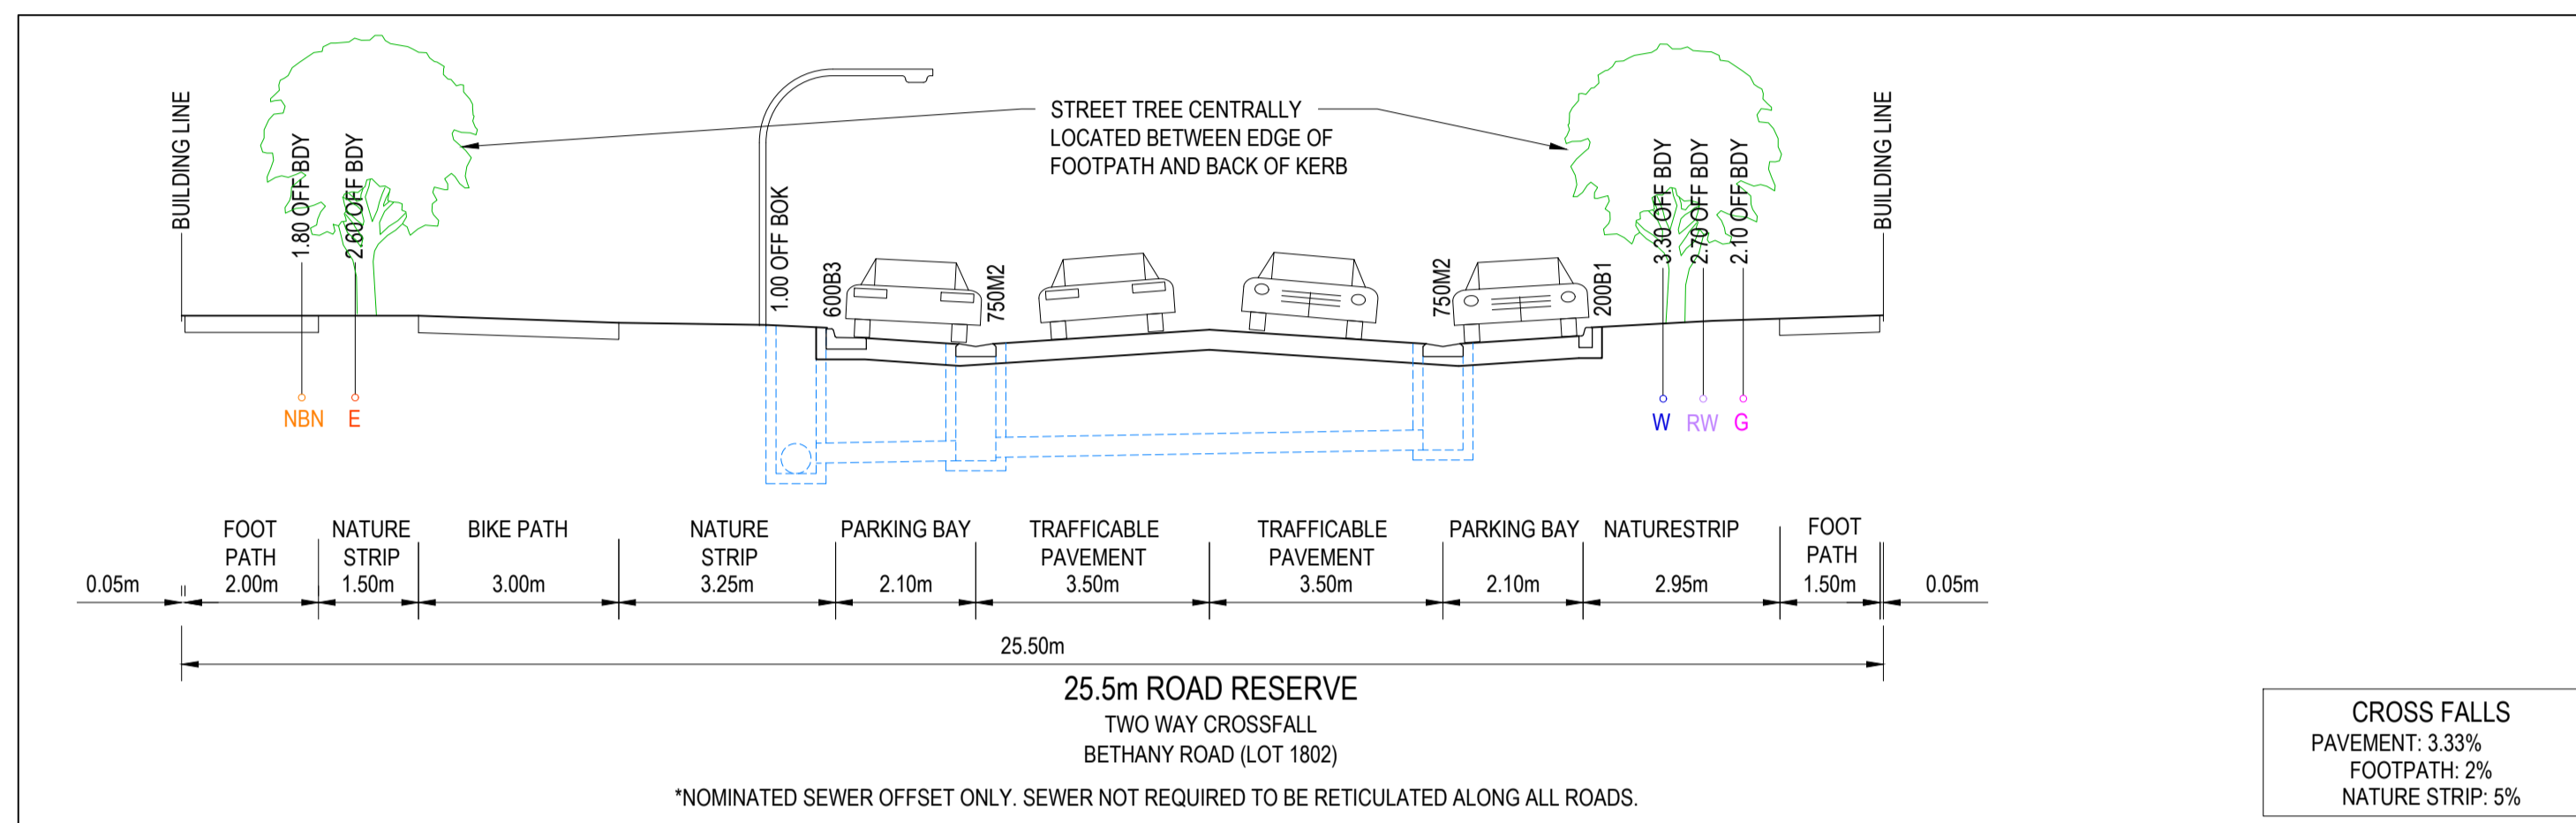 BUILDING LINE
1.80 OFF BDY
2.60 OFF BDY
1.00 OFF BOK
600B3
750M2
STREET TREE CENTRALLY
LOCATED BETWEEN EDGE OF
FOOTPATH AND BACK OF KERB
750M2
200B1
3.30 OFF BDY
2.70 OFF BDY
2.10 OFF BDY
BUILDING LINE
NBN
E
W
RW
G
0.05m
FOOT
PATH
2.00m
NATURE
STRIP
1.50m
BIKE PATH
3.00m
NATURE
STRIP
3.25m
PARKING BAY
2.10m
TRAFFICABLE
PAVEMENT
3.50m
TRAFFICABLE
PAVEMENT
3.50m
PARKING BAY
2.10m
NATURESTRIP
2.95m
FOOT
PATH
1.50m
0.05m
25.50m
25.5m ROAD RESERVE
TWO WAY CROSSFALL
BETHANY ROAD (LOT 1802)
*NOMINATED SEWER OFFSET ONLY. SEWER NOT REQUIRED TO BE RETICULATED ALONG ALL ROADS.
CROSS FALLS
PAVEMENT: 3.33%
FOOTPATH: 2%
NATURE STRIP: 5%